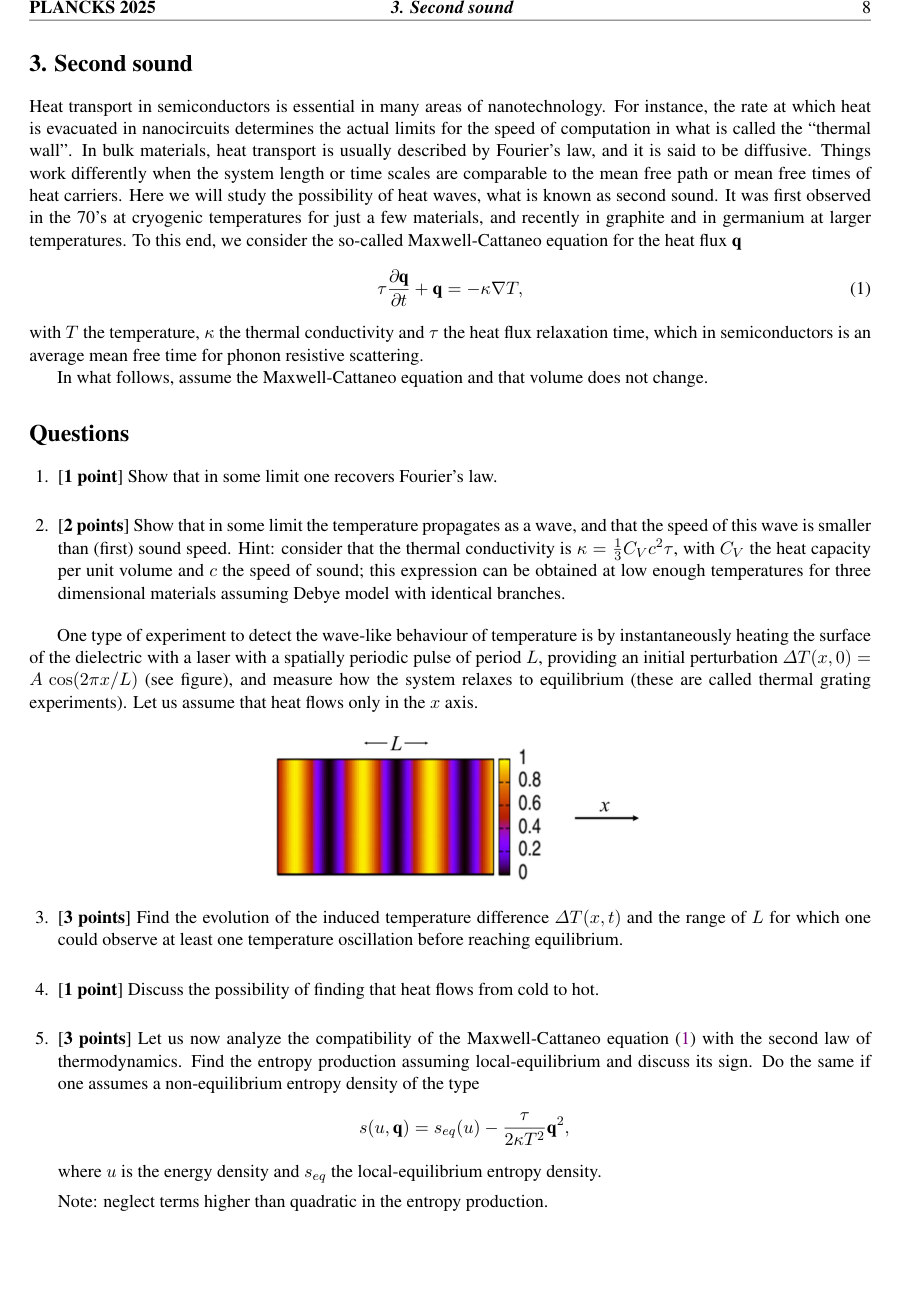 PLANCKS 2025 3. Second sound 8
3. Second sound
Heat transport in semiconductors is essential in many areas of nanotechnology. For instance, the rate at which heat
is evacuated in nanocircuits determines the actual limits for the speed of computation in what is called the “thermal
wall”. In bulk materials, heat transport is usually described by Fourier’s law, and it is said to be diffusive. Things
work differently when the system length or time scales are comparable to the mean free path or mean free times of
heat carriers. Here we will study the possibility of heat waves, what is known as second sound. It was first observed
in the 70’s at cryogenic temperatures for just a few materials, and recently in graphite and in germanium at larger
temperatures. To this end, we consider the so-called Maxwell-Cattaneo equation for the heat flux q
τ ∂q/∂t + q = −κ∇T, (1)
with T the temperature, κ the thermal conductivity and τ the heat flux relaxation time, which in semiconductors is an
average mean free time for phonon resistive scattering.
In what follows, assume the Maxwell-Cattaneo equation and that volume does not change.
Questions
1. [1 point] Show that in some limit one recovers Fourier’s law.
2. [2 points] Show that in some limit the temperature propagates as a wave, and that the speed of this wave is smaller
than (first) sound speed. Hint: consider that the thermal conductivity is κ = 1/3 C_V c²τ, with C_V the heat capacity
per unit volume and c the speed of sound; this expression can be obtained at low enough temperatures for three
dimensional materials assuming Debye model with identical branches.
One type of experiment to detect the wave-like behaviour of temperature is by instantaneously heating the surface
of the dielectric with a laser with a spatially periodic pulse of period L, providing an initial perturbation ΔT(x, 0) =
A cos(2πx/L) (see figure), and measure how the system relaxes to equilibrium (these are called thermal grating
experiments). Let us assume that heat flows only in the x axis.
←L→
1
0.8
0.6
0.4
0.2
0
x
3. [3 points] Find the evolution of the induced temperature difference ΔT(x, t) and the range of L for which one
could observe at least one temperature oscillation before reaching equilibrium.
4. [1 point] Discuss the possibility of finding that heat flows from cold to hot.
5. [3 points] Let us now analyze the compatibility of the Maxwell-Cattaneo equation (1) with the second law of
thermodynamics. Find the entropy production assuming local-equilibrium and discuss its sign. Do the same if
one assumes a non-equilibrium entropy density of the type
s(u, q) = s_eq(u) − τ/(2κT²) q²,
where u is the energy density and s_eq the local-equilibrium entropy density.
Note: neglect terms higher than quadratic in the entropy production.